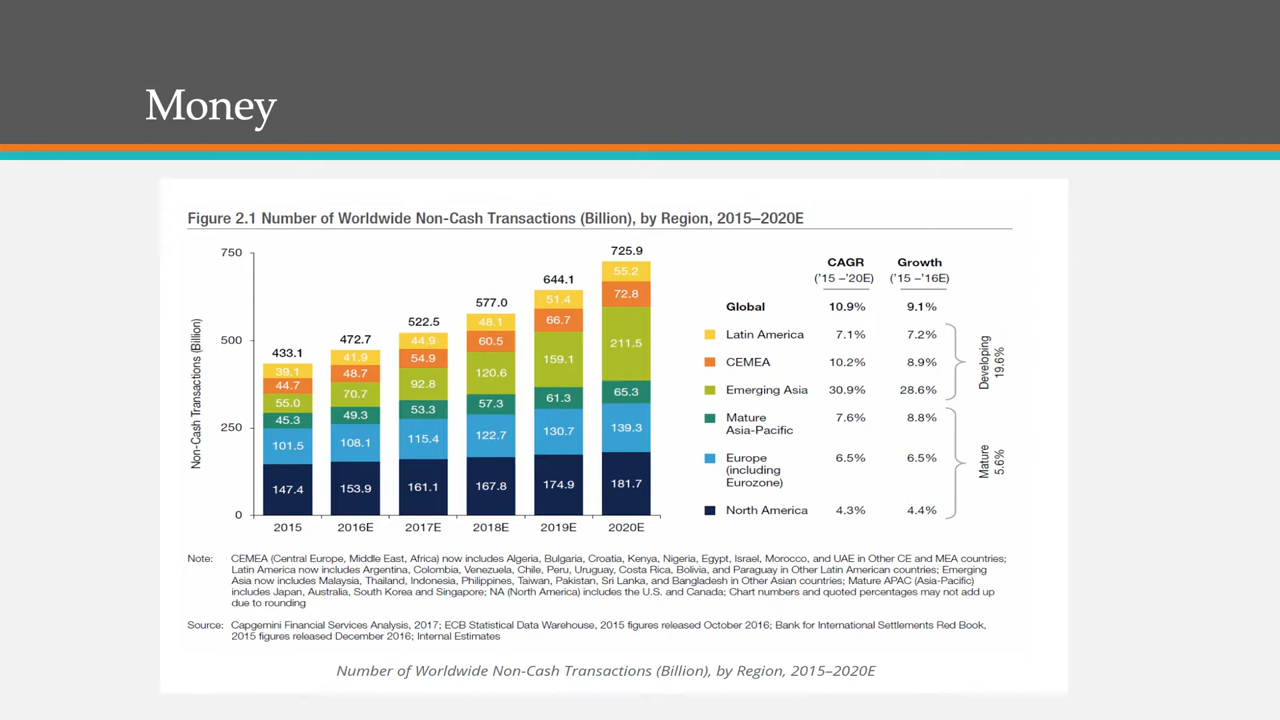 Money
Figure 2.1 Number of Worldwide Non-Cash Transactions (Billion), by Region, 2015–2020E
Non-Cash Transactions (Billion)
750
500
250
0
433.1
39.1
44.7
55.0
45.3
101.5
147.4
2015
472.7
41.9
48.7
70.7
49.3
108.1
153.9
2016E
522.5
44.9
54.9
92.8
53.3
115.4
161.1
2017E
577.0
48.1
60.5
120.6
57.3
122.7
167.8
2018E
644.1
51.4
66.7
159.1
61.3
130.7
174.9
2019E
725.9
55.2
72.8
211.5
65.3
139.3
181.7
2020E
CAGR Growth
('15 –'20E) ('15 –'16E)
Global 10.9% 9.1%
Latin America 7.1% 7.2%
CEMEA 10.2% 8.9%
Emerging Asia 30.9% 28.6%
Mature 7.6% 8.8%
Asia-Pacific
Europe 6.5% 6.5%
(including
Eurozone)
North America 4.3% 4.4%
Developing
19.6%
Mature
5.6%
Note: CEMEA (Central Europe, Middle East, Africa) now includes Algeria, Bulgaria, Croatia, Kenya, Nigeria, Egypt, Israel, Morocco, and UAE in Other CE and MEA countries;
Latin America now includes Argentina, Colombia, Venezuela, Chile, Peru, Uruguay, Costa Rica, Bolivia, and Paraguay in Other Latin American countries; Emerging
Asia now includes Malaysia, Thailand, Indonesia, Philippines, Taiwan, Pakistan, Sri Lanka, and Bangladesh in Other Asian countries; Mature APAC (Asia-Pacific)
includes Japan, Australia, South Korea and Singapore; NA (North America) includes the U.S. and Canada; Chart numbers and quoted percentages may not add up
due to rounding
Source: Capgemini Financial Services Analysis, 2017; ECB Statistical Data Warehouse, 2015 figures released October 2016; Bank for International Settlements Red Book,
2015 figures released December 2016; Internal Estimates
Number of Worldwide Non-Cash Transactions (Billion), by Region, 2015–2020E